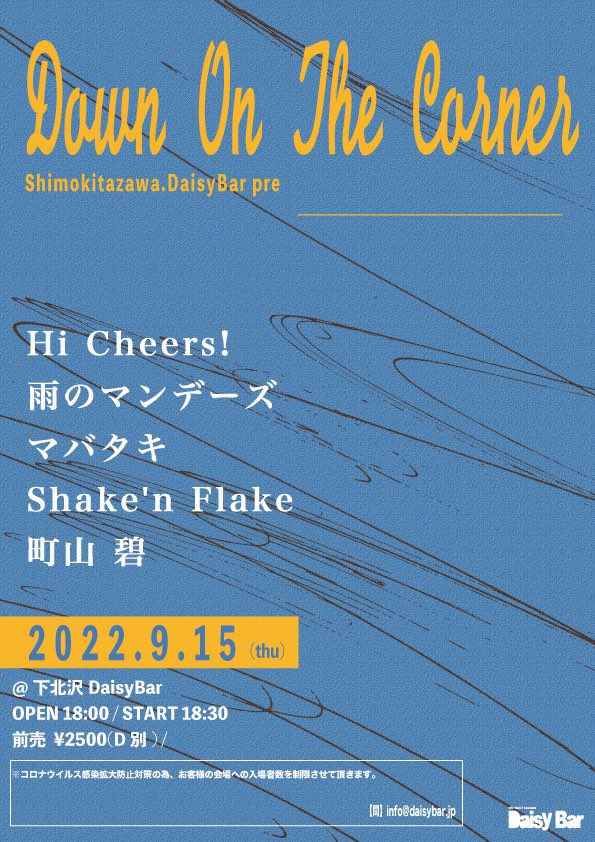 Down On The Corner
Shimokitazawa.DaisyBar pre
Hi Cheers!
雨のマンデーズ
マバタキ
Shake'n Flake
町山 碧
2022.9.15 (thu)
@ 下北沢 DaisyBar
OPEN 18:00 / START 18:30
前売 ¥2500(D 別 ) /
※コロナウイルス感染拡大防止対策の為、お客様の会場への入場者数を制限させて頂きます。
【問】info@daisybar.jp
Daisy Bar